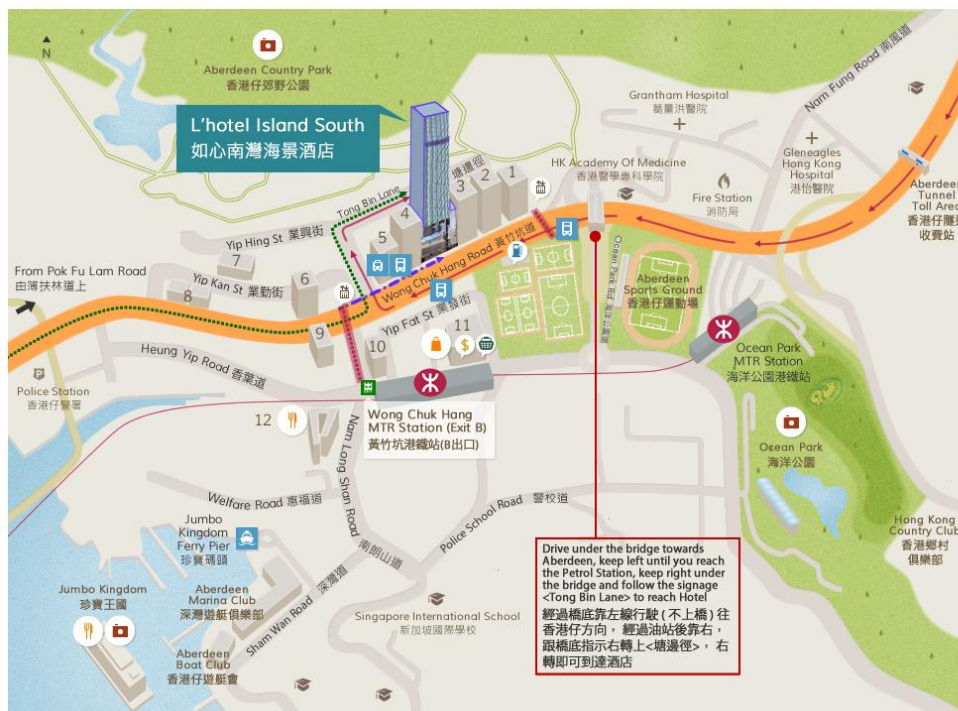 N
Aberdeen Country Park
香港仔郊野公園
L'hotel Island South
如心南灣海景酒店
Grantham Hospital
葛量洪醫院
Nam Fung Road 南風道
Gleneagles
Hong Kong
Hospital
港怡醫院
HK Academy Of Medicine
香港醫學專科學院
Fire Station
消防局
Aberdeen
Tunnel
Toll Area
香港仔隧道
收費站
Tong Bin Lane
塘邊徑
1
2
3
4
5
Yip Hing St 業興街
7
6
Yip Kan St 業勤街
8
From Pok Fu Lam Road
由薄扶林道上
Wong Chuk Hang Road 黃竹坑道
Ocean Park Rd 海洋公園道
Aberdeen
Sports Ground
香港仔運動場
Yip Fat St 業發街
9
10
11
$
Heung Yip Road 香葉道
Police Station
香港仔警署
Ocean Park
MTR Station
海洋公園港鐵站
12
Wong Chuk Hang
MTR Station (Exit B)
黃竹坑港鐵站(B出口)
Ocean Park
海洋公園
Nam Long Shan Road 南朗山道
Welfare Road 惠福道
Police School Road 警校道
Jumbo
Kingdom
Ferry Pier
珍寶碼頭
Hong Kong
Country Club
香港鄉村
俱樂部
Drive under the bridge towards
Aberdeen, keep left until you reach
the Petrol Station, keep right under
the bridge and follow the signage
<Tong Bin Lane> to reach Hotel
經過橋底靠左線行駛(不上橋)往
香港仔方向，經過油站後靠右，
跟橋底指示右轉上<塘邊徑>，右
轉即可到達酒店
Jumbo Kingdom
珍寶王國
Aberdeen
Marina Club
深灣遊艇俱樂部
Sham Wan Road 深灣道
Singapore International School
新加坡國際學校
Aberdeen
Boat Club
香港仔遊艇會